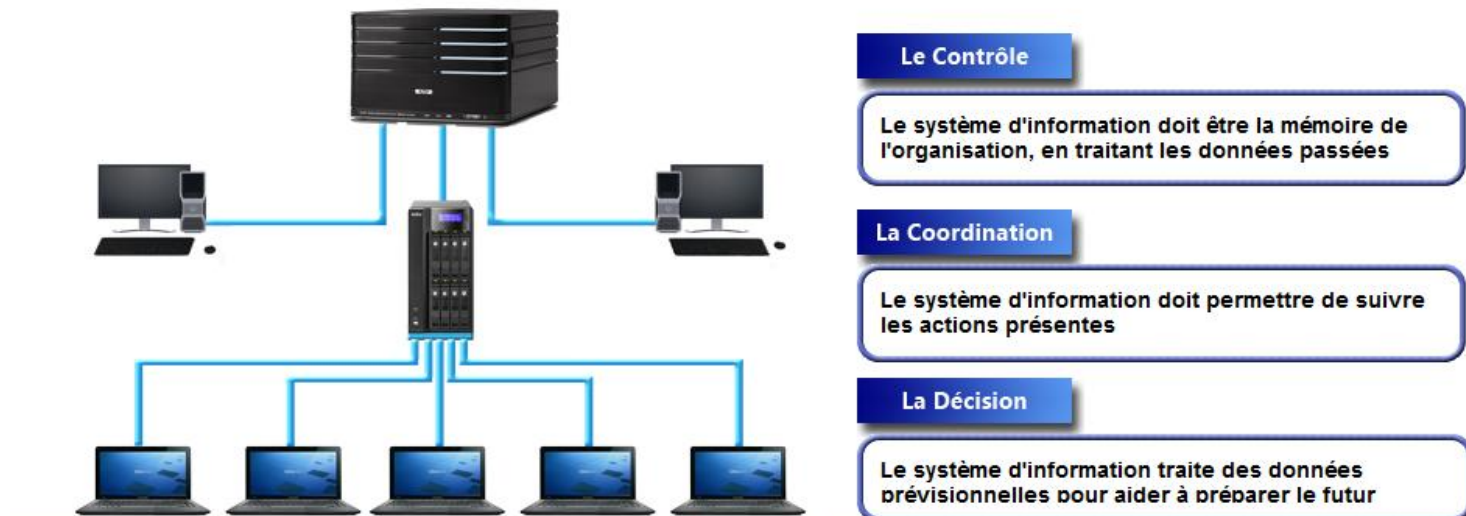 Le Contrôle
Le système d'information doit être la mémoire de
l'organisation, en traitant les données passées
La Coordination
Le système d'information doit permettre de suivre
les actions présentes
La Décision
Le système d'information traite des données
prévisionnelles pour aider à préparer le futur